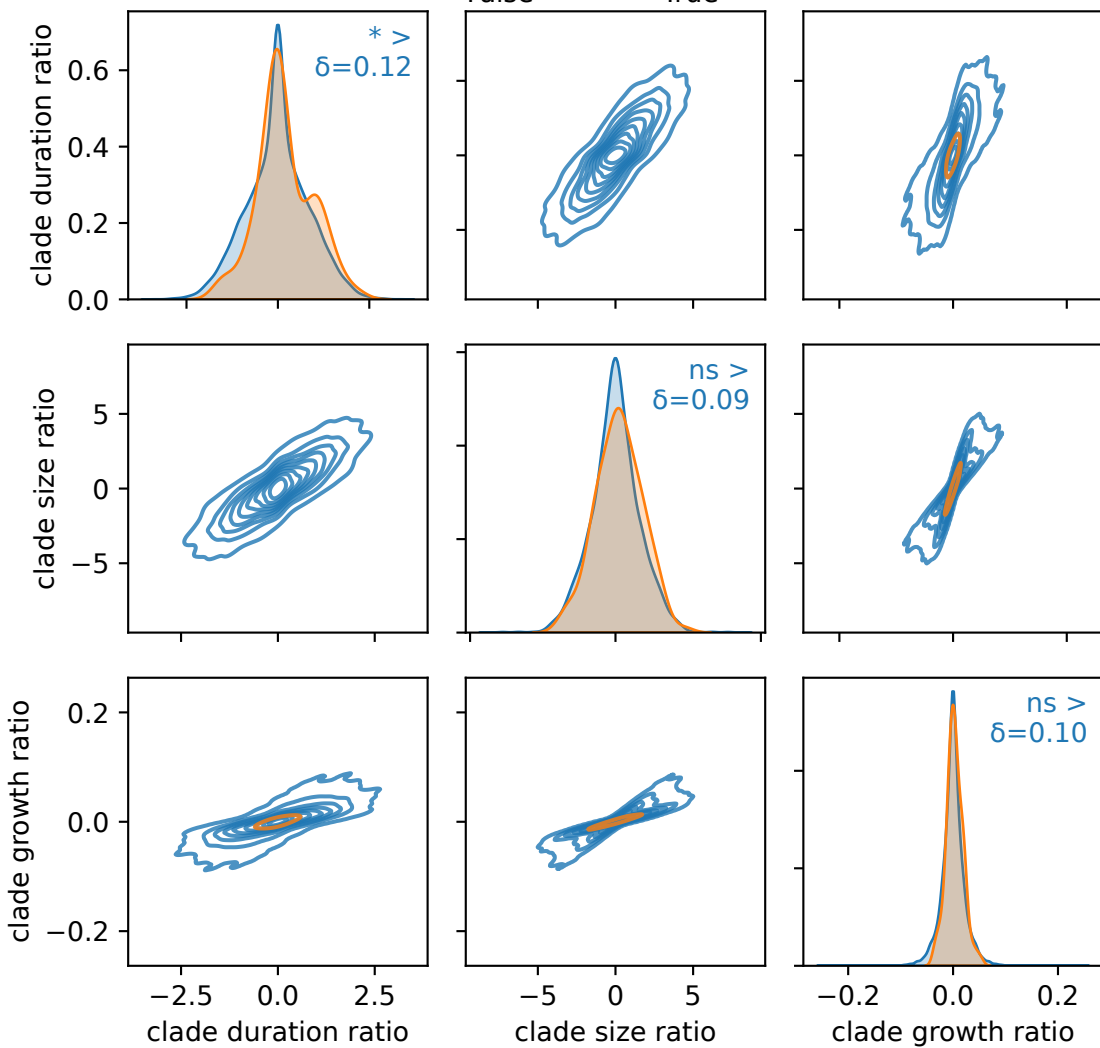 clade duration ratio
0.6
0.4
0.2
0.0
* >
δ=0.12
clade size ratio
5
0
−5
ns >
δ=0.09
clade growth ratio
0.2
0.0
−0.2
ns >
δ=0.10
−2.5 0.0 2.5
−5 0 5
−0.2 0.0 0.2
clade duration ratio
clade size ratio
clade growth ratio